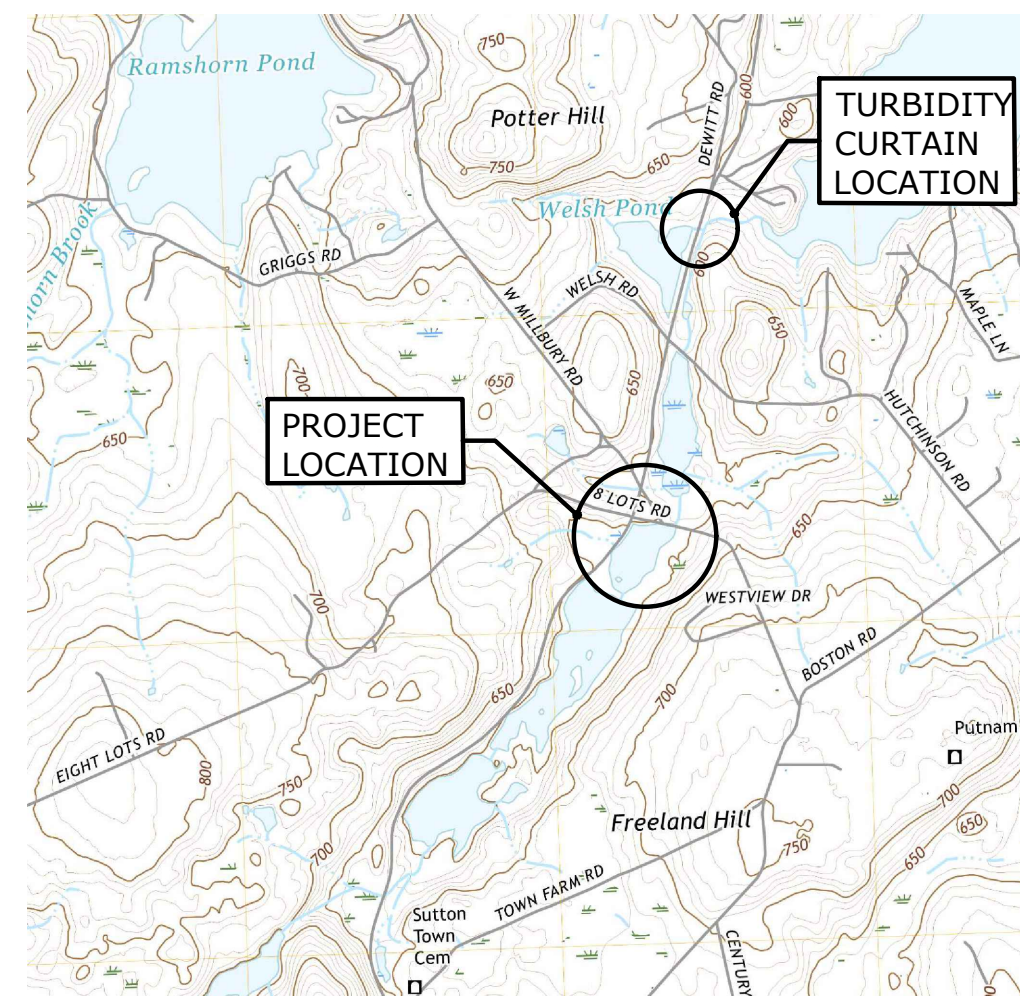 750
Ramshorn Pond
Potter Hill
600
DEWITT RD
600
TURBIDITY
CURTAIN
LOCATION
750
650
Welsh Pond
horn Brook
GRIGGS RD
600
WELSH RD
W MILLBURY RD
MAPLE LN
650
700
650
650
HUTCHINSON RD
PROJECT
LOCATION
650
8 LOTS RD
650
700
WESTVIEW DR
BOSTON RD
650
700
EIGHT LOTS RD
800
750
Putnam
700
700
Freeland Hill
650
750
650
TOWN FARM RD
Sutton
Town
Cem
CENTURY